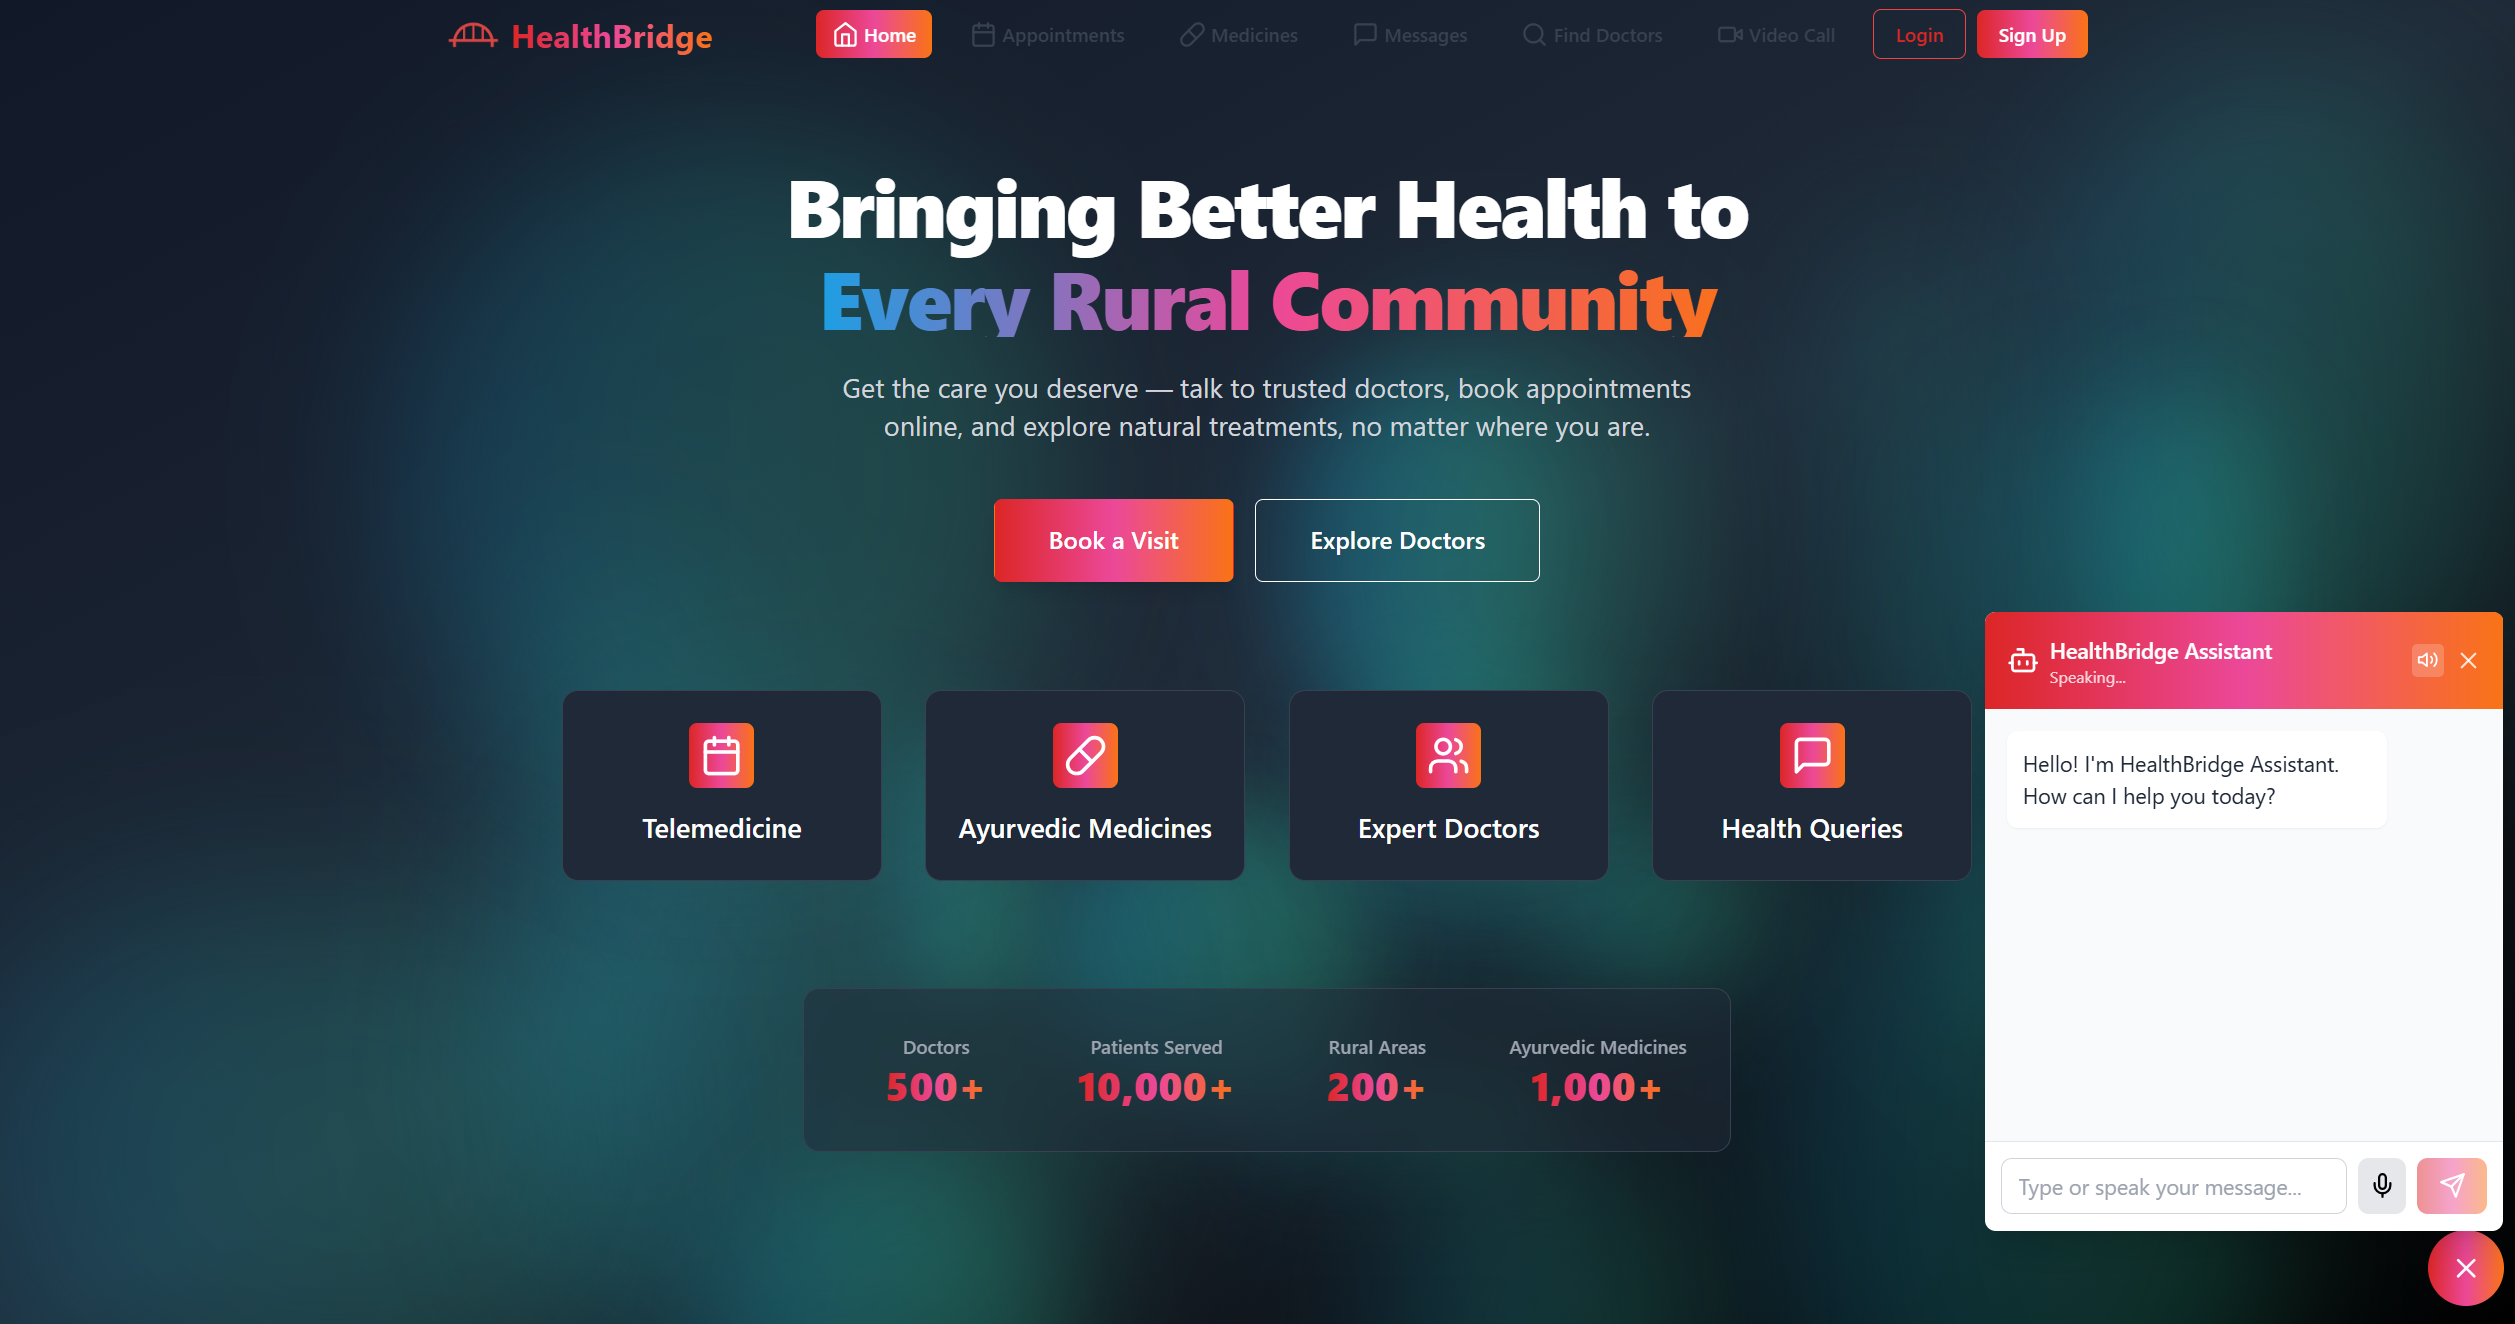 HealthBridge
Home
Appointments
Medicines
Messages
Find Doctors
Video Call
Login
Sign Up
Bringing Better Health to
Every Rural Community
Get the care you deserve — talk to trusted doctors, book appointments
online, and explore natural treatments, no matter where you are.
Book a Visit
Explore Doctors
Telemedicine
Ayurvedic Medicines
Expert Doctors
Health Queries
Doctors
500+
Patients Served
10,000+
Rural Areas
200+
Ayurvedic Medicines
1,000+
HealthBridge Assistant
Speaking...
Hello! I'm HealthBridge Assistant.
How can I help you today?
Type or speak your message...